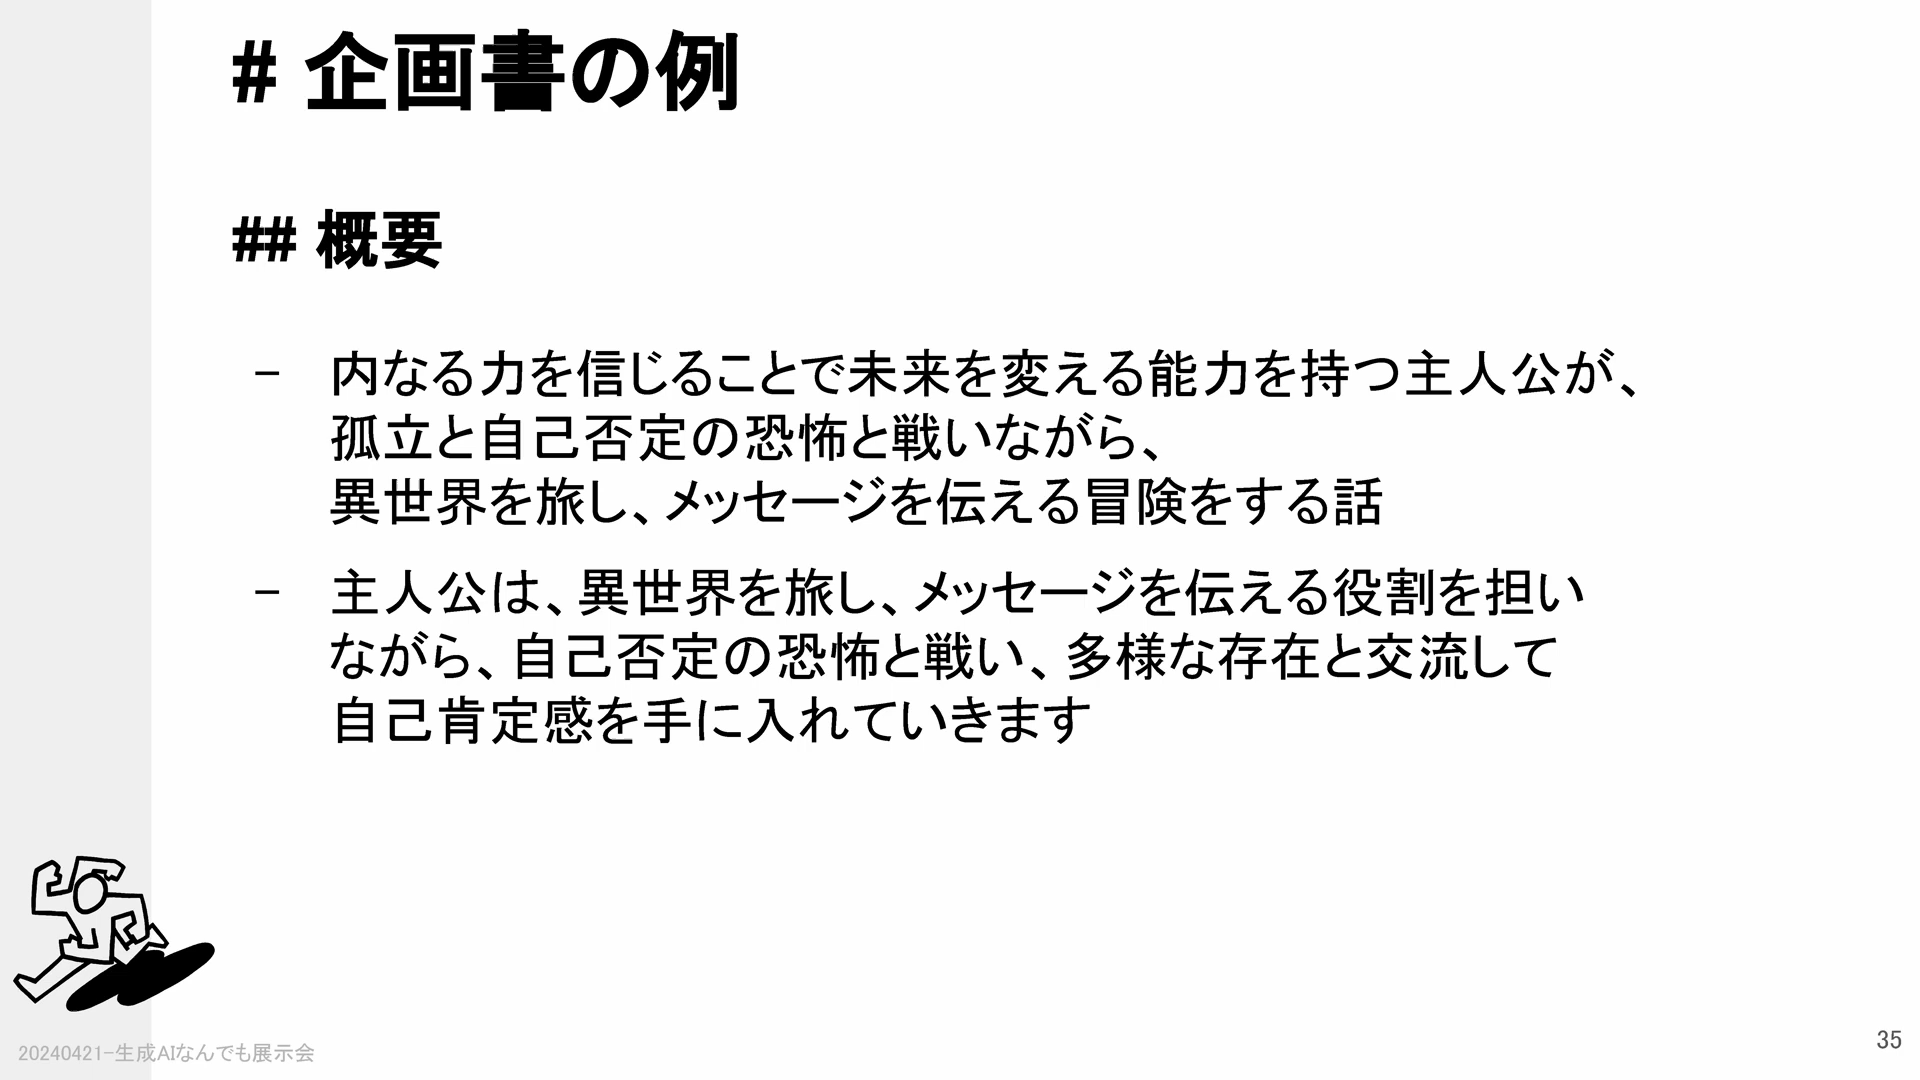 # 企画書の例
## 概要
- 内なる力を信じることで未来を変える能力を持つ主人公が、
孤立と自己否定の恐怖と戦いながら、
異世界を旅し、メッセージを伝える冒険をする話
- 主人公は、異世界を旅し、メッセージを伝える役割を担い
ながら、自己否定の恐怖と戦い、多様な存在と交流して
自己肯定感を手に入れていきます
20240421-生成AIなんでも展示会
35